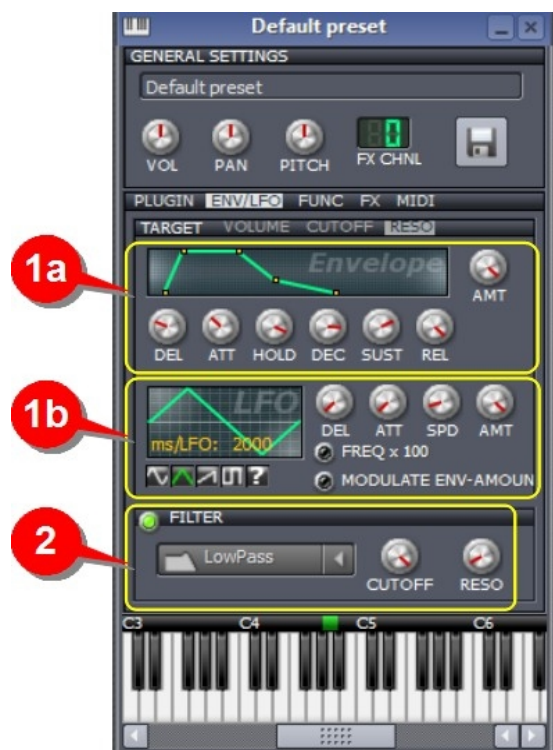 Default preset
GENERAL SETTINGS
Default preset
VOL PAN PITCH FX CHNL
PLUGIN ENV/LFO FUNC FX MIDI
TARGET VOLUME CUTOFF RESO
1a
Envelope
AMT
DEL ATT HOLD DEC SUST REL
1b
LFO
ms/LFO: 2000
DEL ATT SPD AMT
FREQ x 100
?
MODULATE ENV-AMOUN
2
FILTER
LowPass
CUTOFF RESO
C3 C4 C5 C6